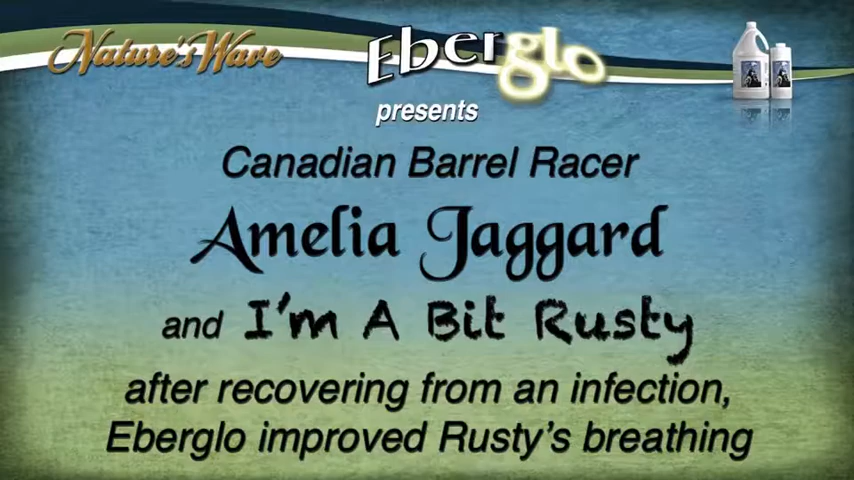 Nature's Wave
Eberglo
presents
Canadian Barrel Racer
Amelia Jaggard
and I'm A Bit Rusty
after recovering from an infection,
Eberglo improved Rusty's breathing